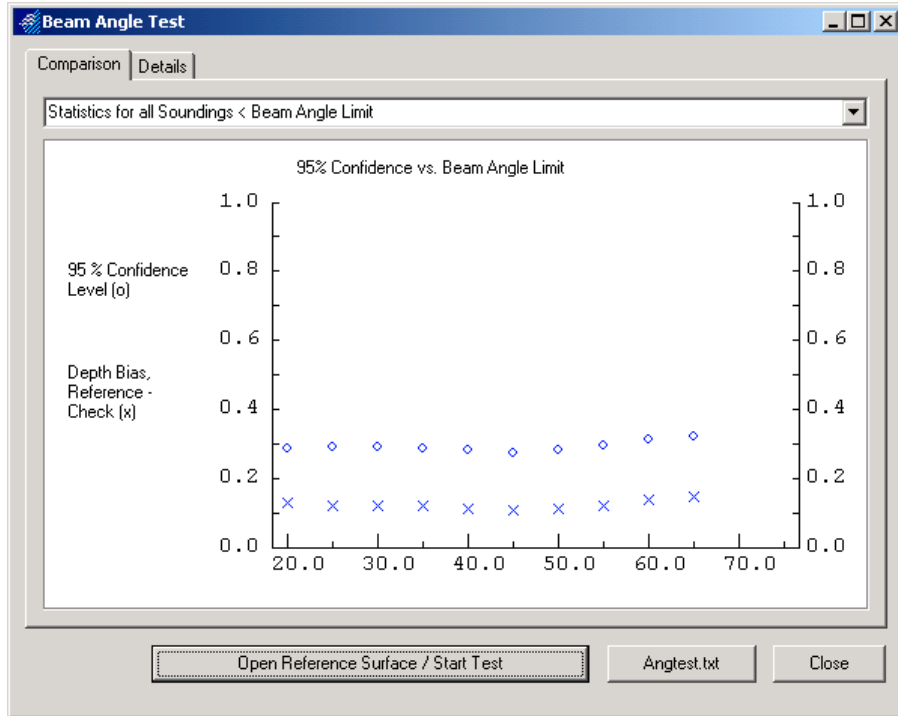 Beam Angle Test
Comparison
Details
Statistics for all Soundings < Beam Angle Limit
95% Confidence vs. Beam Angle Limit
95 % Confidence
Level (o)
Depth Bias,
Reference -
Check (x)
1.0
0.8
0.6
0.4
0.2
0.0
1.0
0.8
0.6
0.4
0.2
0.0
20.0 30.0 40.0 50.0 60.0 70.0
Open Reference Surface / Start Test
Angtest.txt
Close